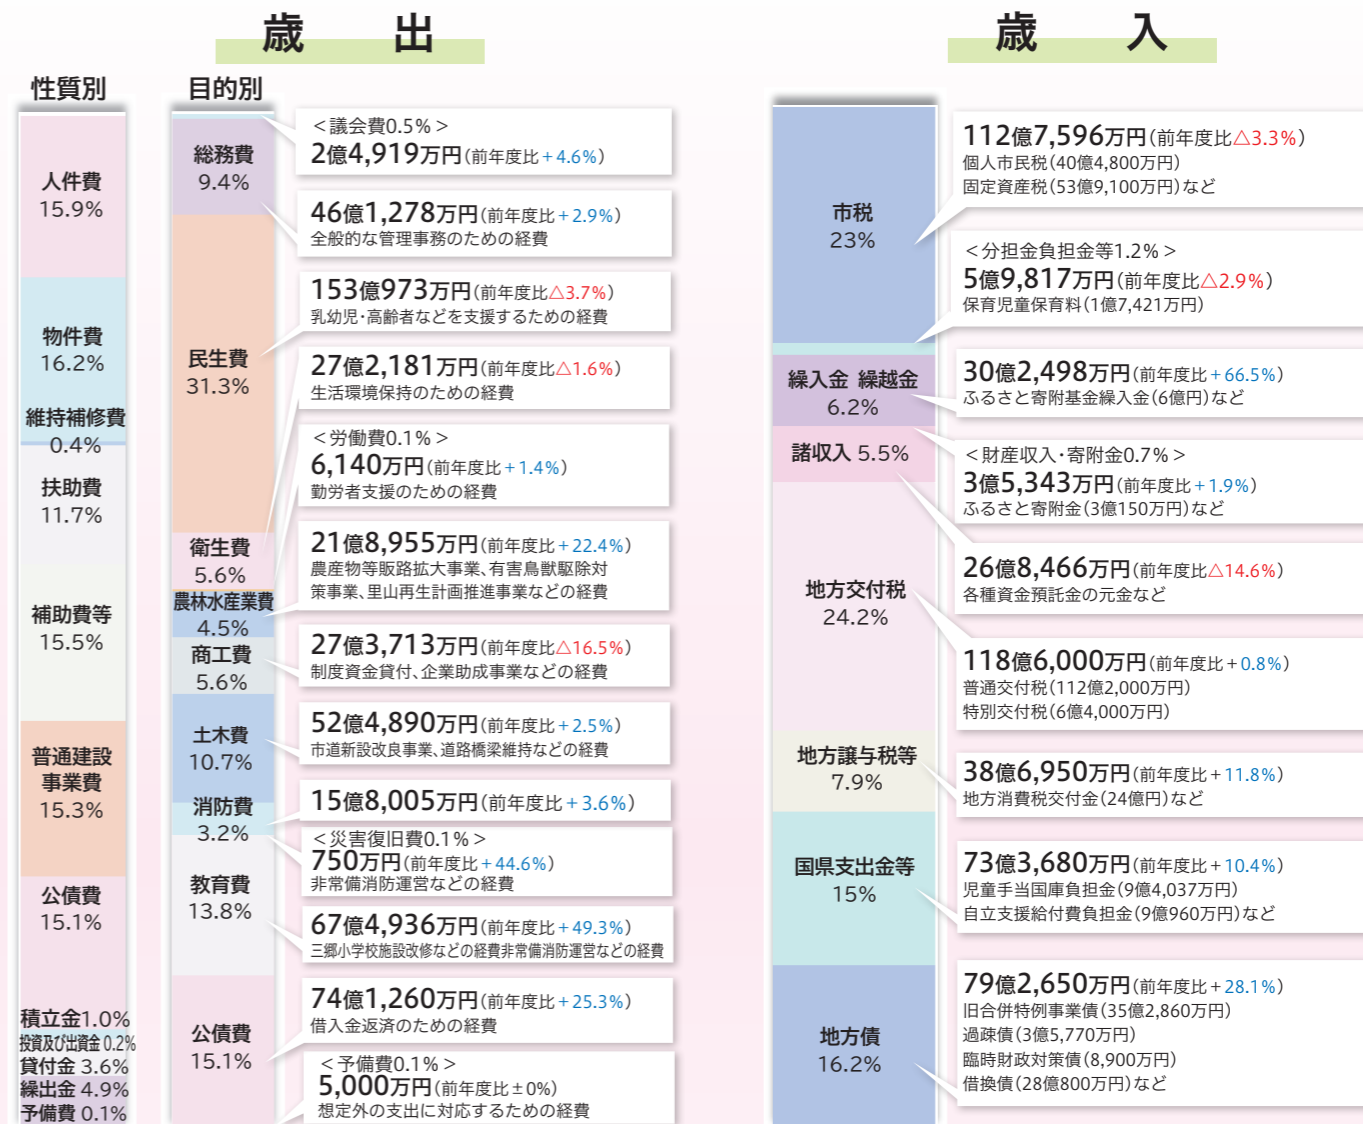 歳　出
性質別
人件費
15.9%
物件費
16.2%
維持補修費
0.4%
扶助費
11.7%
補助費等
15.5%
普通建設
事業費
15.3%
公債費
15.1%
積立金1.0%
投資及び出資金 0.2%
貸付金 3.6%
繰出金 4.9%
予備費 0.1%
目的別
総務費
9.4%
民生費
31.3%
衛生費
5.6%
農林水産業費
4.5%
商工費
5.6%
土木費
10.7%
消防費
3.2%
教育費
13.8%
公債費
15.1%
＜議会費0.5%＞
2億4,919万円(前年度比+4.6%)
46億1,278万円(前年度比+2.9%)
全般的な管理事務のための経費
153億973万円(前年度比△3.7%)
乳幼児・高齢者などを支援するための経費
27億2,181万円(前年度比△1.6%)
生活環境保持のための経費
＜労働費0.1%＞
6,140万円(前年度比+1.4%)
勤労者支援のための経費
21億8,955万円(前年度比+22.4%)
農産物等販路拡大事業、有害鳥獣駆除対
策事業、里山再生計画推進事業などの経費
27億3,713万円(前年度比△16.5%)
制度資金貸付、企業助成事業などの経費
52億4,890万円(前年度比+2.5%)
市道新設改良事業、道路橋梁維持などの経費
15億8,005万円(前年度比+3.6%)
＜災害復旧費0.1%＞
750万円(前年度比+44.6%)
非常備消防運営などの経費
67億4,936万円(前年度比+49.3%)
三郷小学校施設改修などの経費非常備消防運営などの経費
74億1,260万円(前年度比+25.3%)
借入金返済のための経費
＜予備費0.1%＞
5,000万円(前年度比±0%)
想定外の支出に対応するための経費
歳　入
市税
23%
繰入金 繰越金
6.2%
諸収入 5.5%
地方交付税
24.2%
地方譲与税等
7.9%
国県支出金等
15%
地方債
16.2%
112億7,596万円(前年度比△3.3%)
個人市民税(40億4,800万円)
固定資産税(53億9,100万円)など
＜分担金負担金等1.2%＞
5億9,817万円(前年度比△2.9%)
保育児童保育料(1億7,421万円)
30億2,498万円(前年度比+66.5%)
ふるさと寄附基金繰入金(6億円)など
＜財産収入・寄附金0.7%＞
3億5,343万円(前年度比+1.9%)
ふるさと寄附金(3億150万円)など
26億8,466万円(前年度比△14.6%)
各種資金預託金の元金など
118億6,000万円(前年度比+0.8%)
普通交付税(112億2,000万円)
特別交付税(6億4,000万円)
38億6,950万円(前年度比+11.8%)
地方消費税交付金(24億円)など
73億3,680万円(前年度比+10.4%)
児童手当国庫負担金(9億4,037万円)
自立支援給付費負担金(9億960万円)など
79億2,650万円(前年度比+28.1%)
旧合併特例事業債(35億2,860万円)
過疎債(3億5,770万円)
臨時財政対策債(8,900万円)
借換債(28億800万円)など